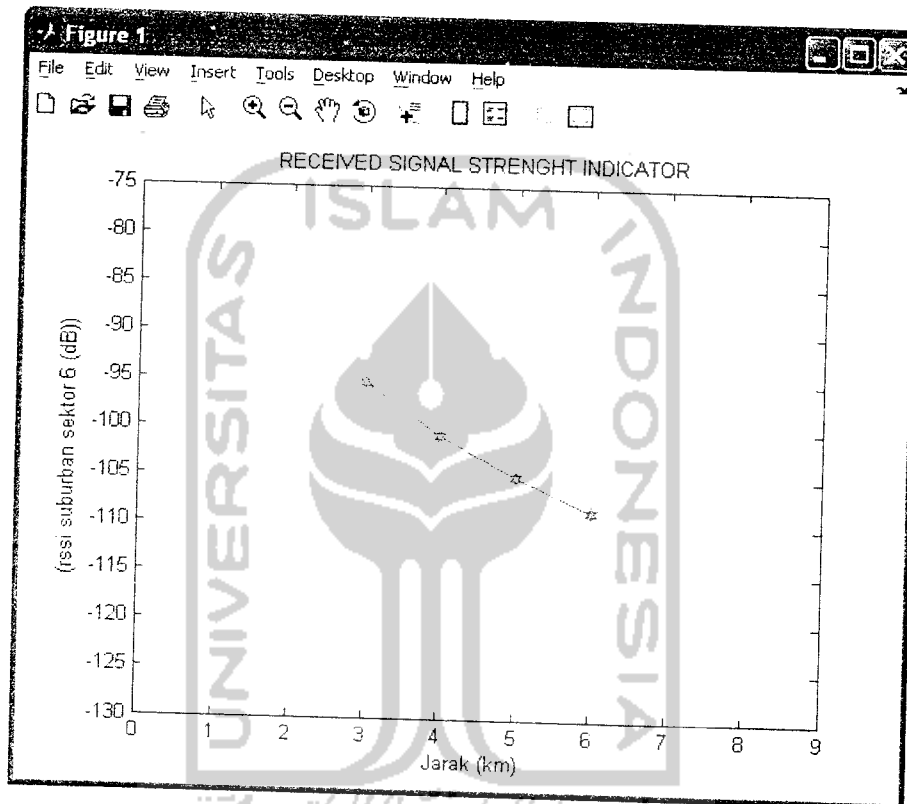 Figure 1
File Edit View Insert Tools Desktop Window Help
RECEIVED SIGNAL STRENGHT INDICATOR
-75
-80
-85
-90
-95
-100
-105
-110
-115
-120
-125
-130
(rssi suburban sektor 6 (dB))
0 1 2 3 4 5 6 7 8 9
Jarak (km)
UNIVERSITAS ISLAM INDONESIA